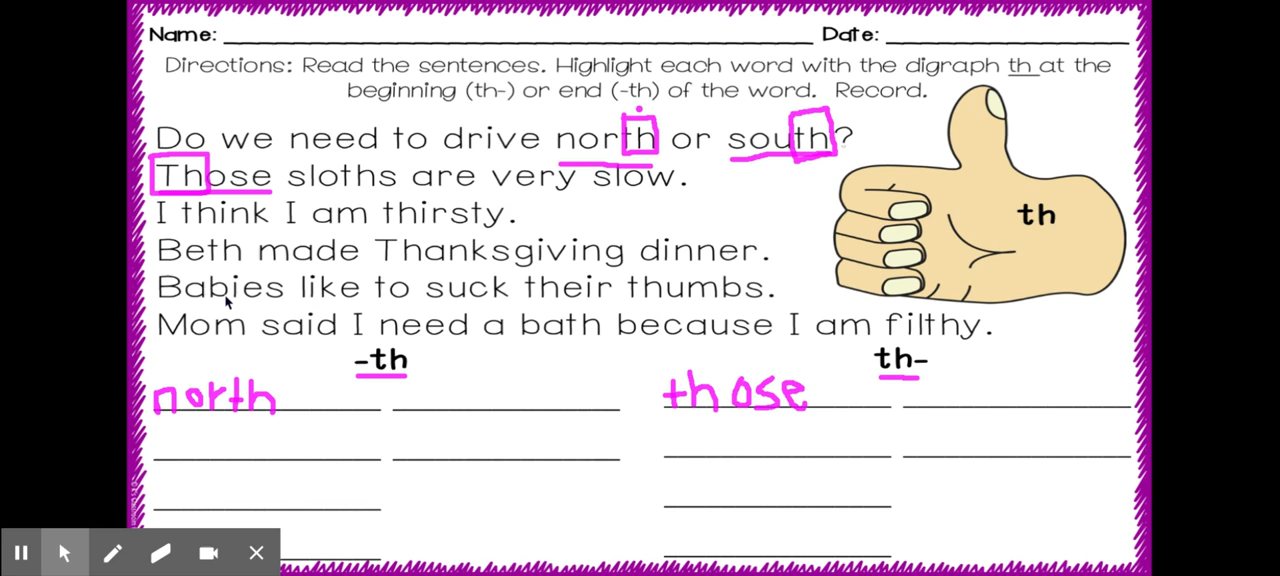 Name: Date:
Directions: Read the sentences. Highlight each word with the digraph th at the
beginning (th-) or end (-th) of the word. Record.
Do we need to drive north or south?
Those sloths are very slow.
I think I am thirsty.
Beth made Thanksgiving dinner.
Babies like to suck their thumbs.
Mom said I need a bath because I am filthy.
th
-th th-
north those